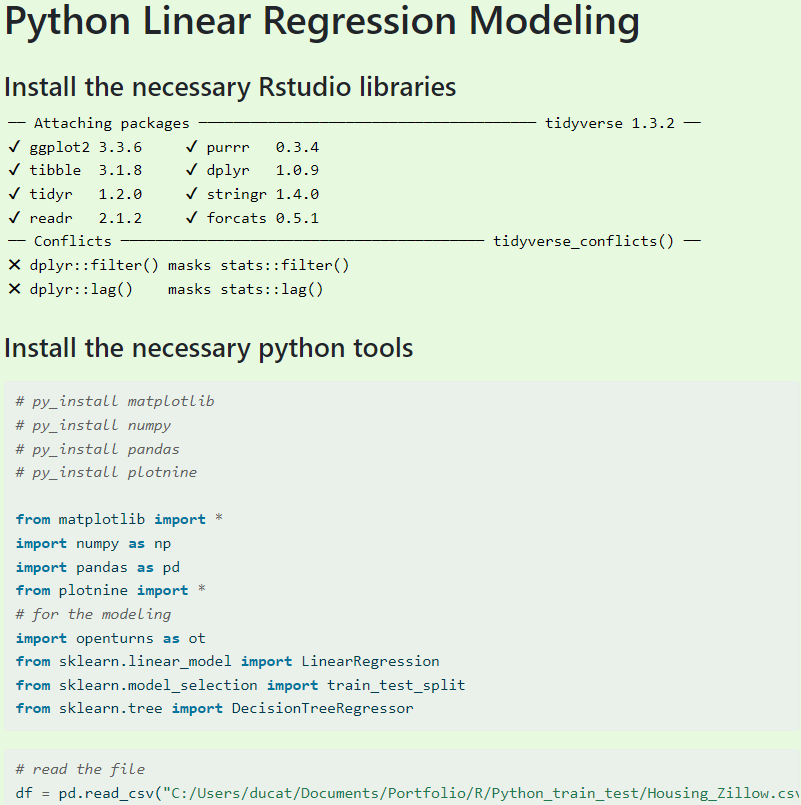 Python Linear Regression Modeling
Install the necessary Rstudio libraries
── Attaching packages ─────────────────────────────────────── tidyverse 1.3.2 ──
✔ ggplot2 3.3.6     ✔ purrr   0.3.4
✔ tibble  3.1.8     ✔ dplyr   1.0.9
✔ tidyr   1.2.0     ✔ stringr 1.4.0
✔ readr   2.1.2     ✔ forcats 0.5.1
── Conflicts ────────────────────────────────────────── tidyverse_conflicts() ──
✖ dplyr::filter() masks stats::filter()
✖ dplyr::lag()    masks stats::lag()
Install the necessary python tools
# py_install matplotlib
# py_install numpy
# py_install pandas
# py_install plotnine
from matplotlib import *
import numpy as np
import pandas as pd
from plotnine import *
# for the modeling
import openturns as ot
from sklearn.linear_model import LinearRegression
from sklearn.model_selection import train_test_split
from sklearn.tree import DecisionTreeRegressor
# read the file
df = pd.read_csv("C:/Users/ducat/Documents/Portfolio/R/Python_train_test/Housing_Zillow.csv